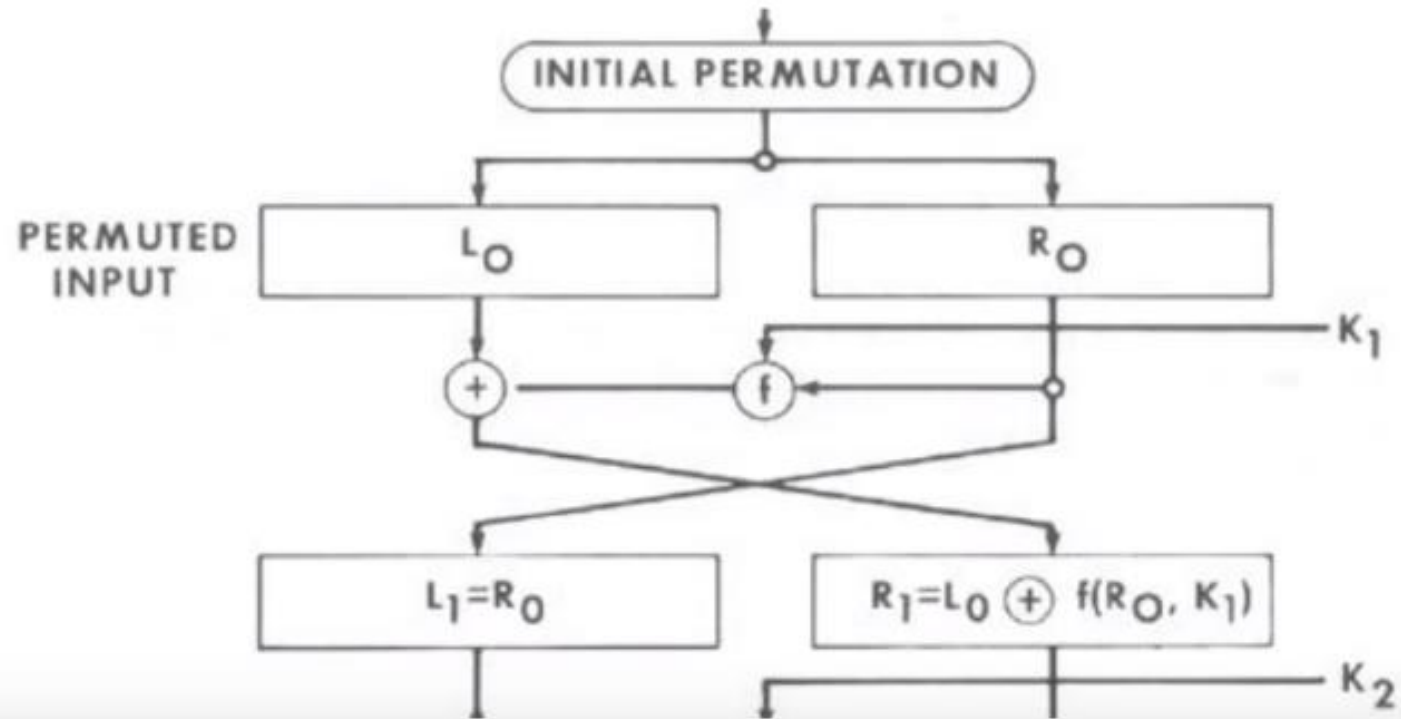 INITIAL PERMUTATION
PERMUTED
INPUT
L₀
R₀
K₁
+
f
L₁=R₀
R₁=L₀ ⊕ f(R₀, K₁)
K₂